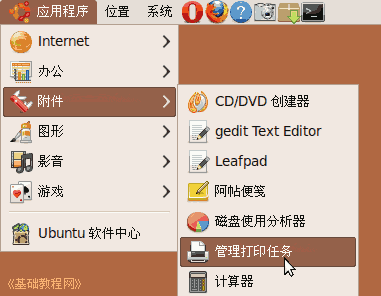 应用程序 位置 系统
Internet
办公
附件
图形
影音
游戏
Ubuntu 软件中心
CD/DVD 创建器
gedit Text Editor
Leafpad
阿帖便笺
磁盘使用分析器
管理打印任务
计算器
《基础教程网》